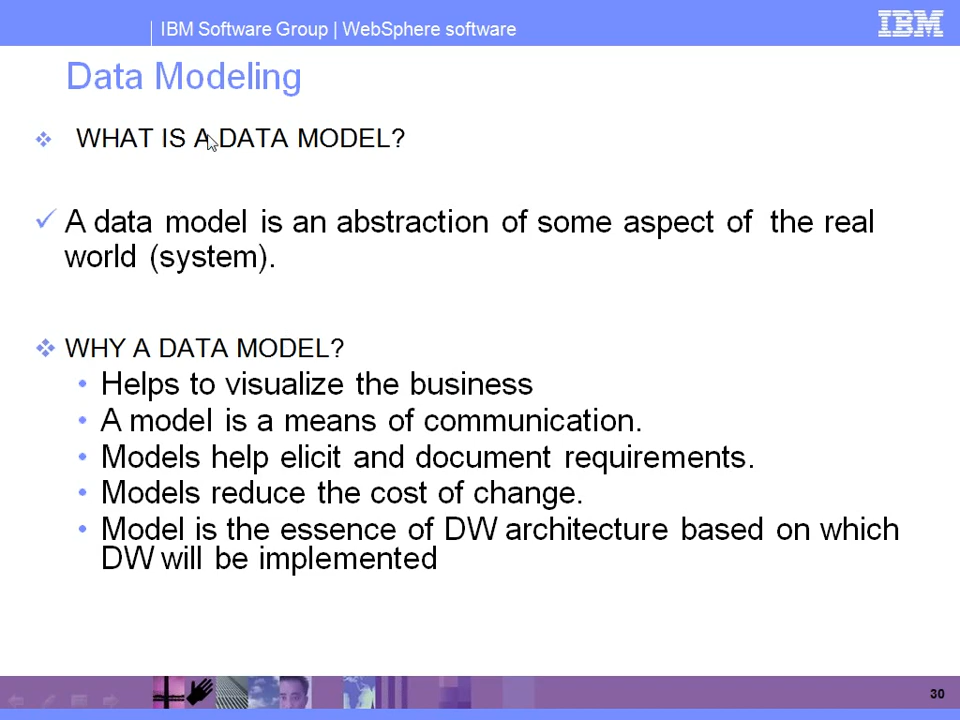 IBM Software Group | WebSphere software
IBM
Data Modeling
WHAT IS A DATA MODEL?
A data model is an abstraction of some aspect of the real
world (system).
WHY A DATA MODEL?
Helps to visualize the business
A model is a means of communication.
Models help elicit and document requirements.
Models reduce the cost of change.
Model is the essence of DW architecture based on which
DW will be implemented
30